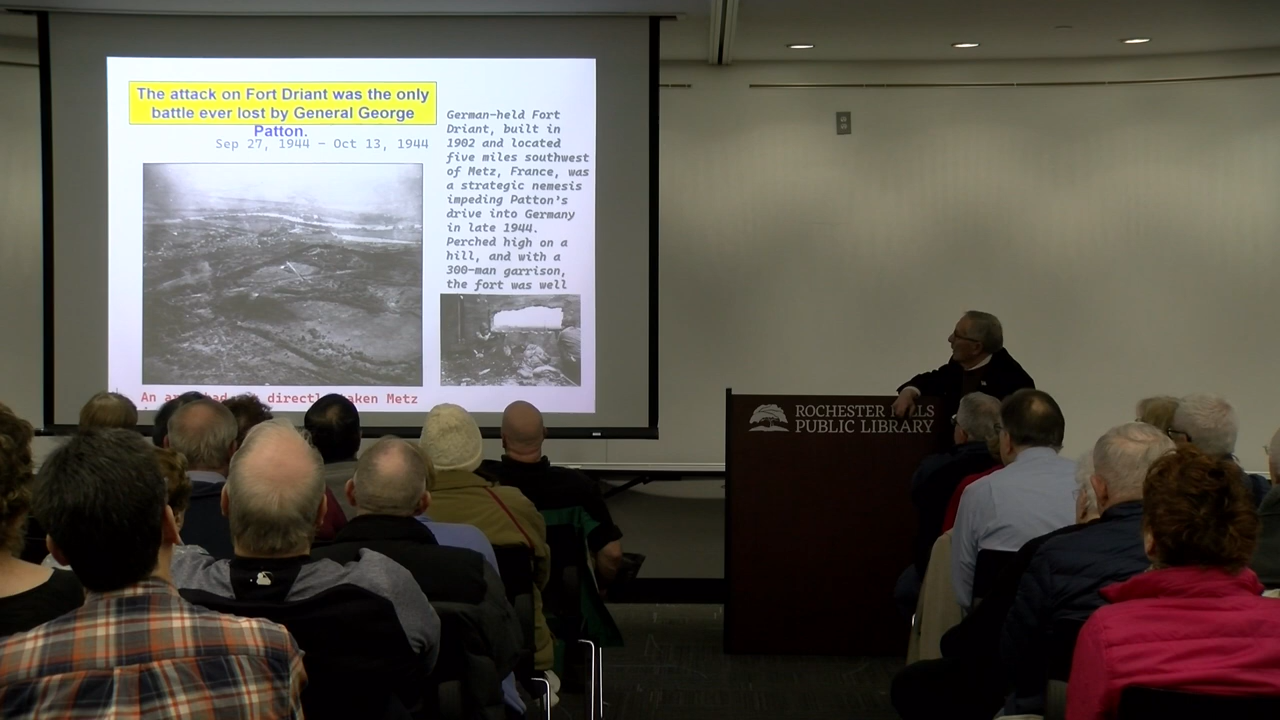 The attack on Fort Driant was the only
battle ever lost by General George
Patton.
Sep 27, 1944 – Oct 13, 1944
German-held Fort
Driant, built in
1902 and located
five miles southwest
of Metz, France, was
a strategic nemesis
impeding Patton's
drive into Germany
in late 1944.
Perched high on a
hill, and with a
300-man garrison,
the fort was well
An directly taken Metz
ROCHESTER HILLS
PUBLIC LIBRARY